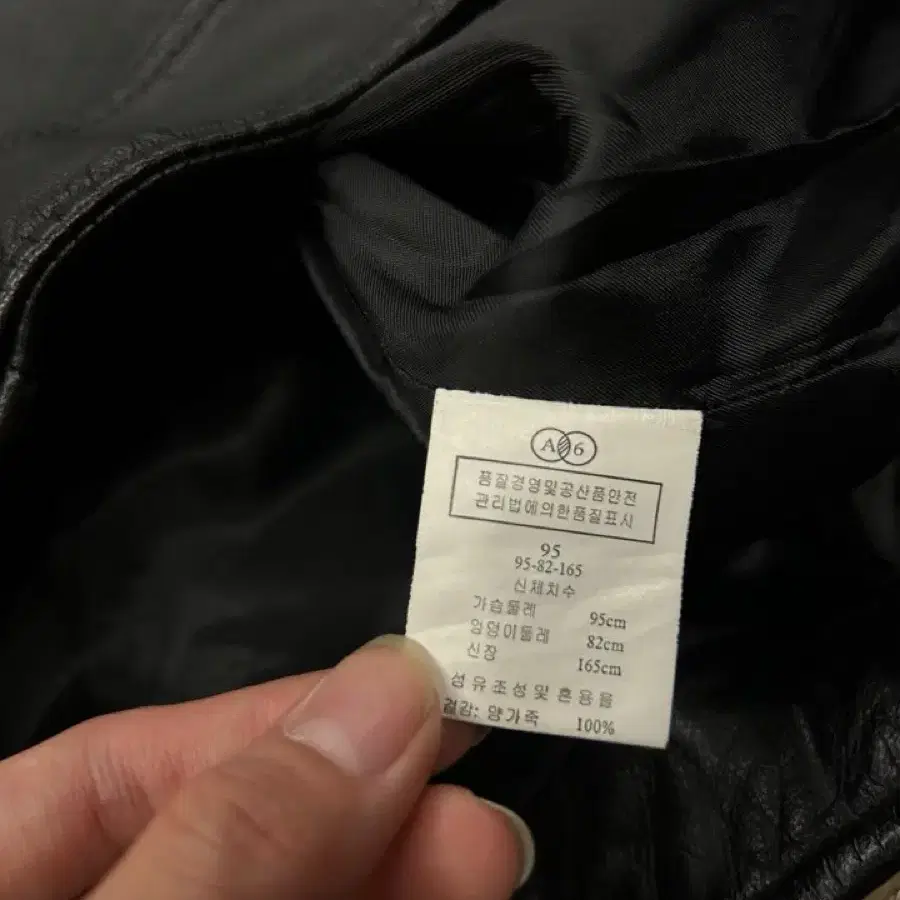 A 6
품질경영및공산품안전
관리법에의한품질표시
95
95-82-165
신체치수
가슴둘레 95cm
엉덩이둘레 82cm
신장 165cm
섬유조성및 혼용율
겉감: 양가죽 100%